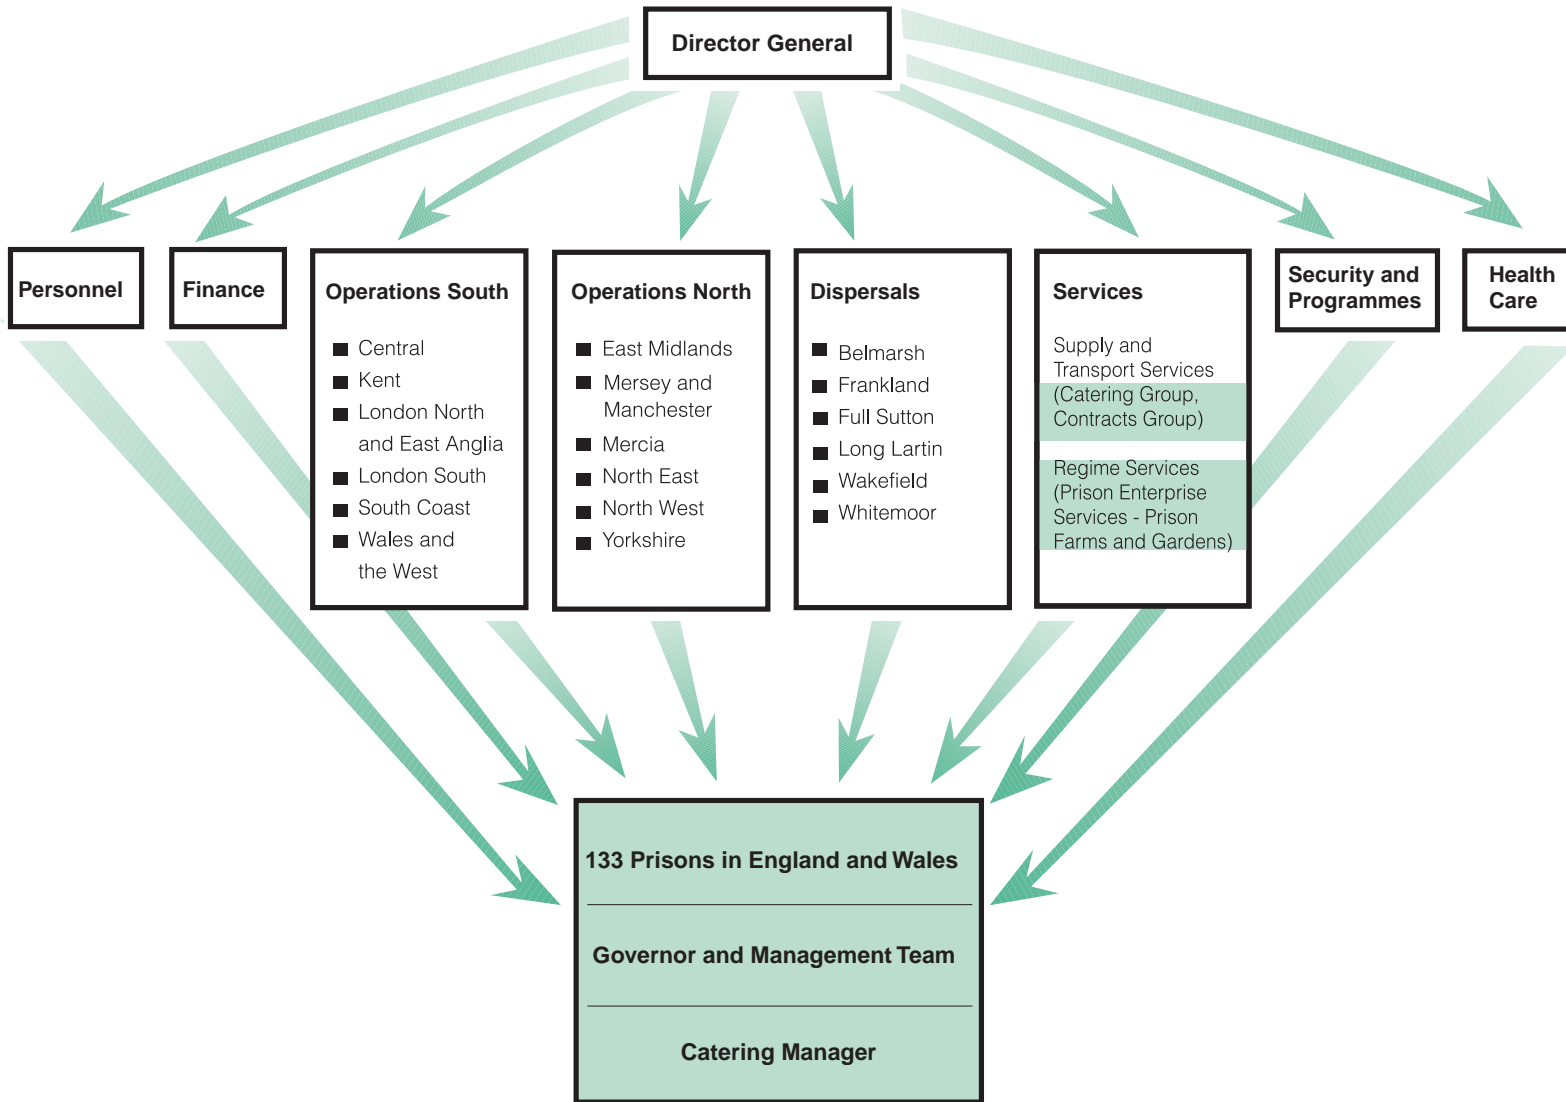 Director General
Personnel
Finance
Operations South
Central
Kent
London North
and East Anglia
London South
South Coast
Wales and
the West
Operations North
East Midlands
Mersey and
Manchester
Mercia
North East
North West
Yorkshire
Dispersals
Belmarsh
Frankland
Full Sutton
Long Lartin
Wakefield
Whitemoor
Services
Supply and
Transport Services
(Catering Group,
Contracts Group)
Regime Services
(Prison Enterprise
Services - Prison
Farms and Gardens)
Security and
Programmes
Health
Care
133 Prisons in England and Wales
Governor and Management Team
Catering Manager